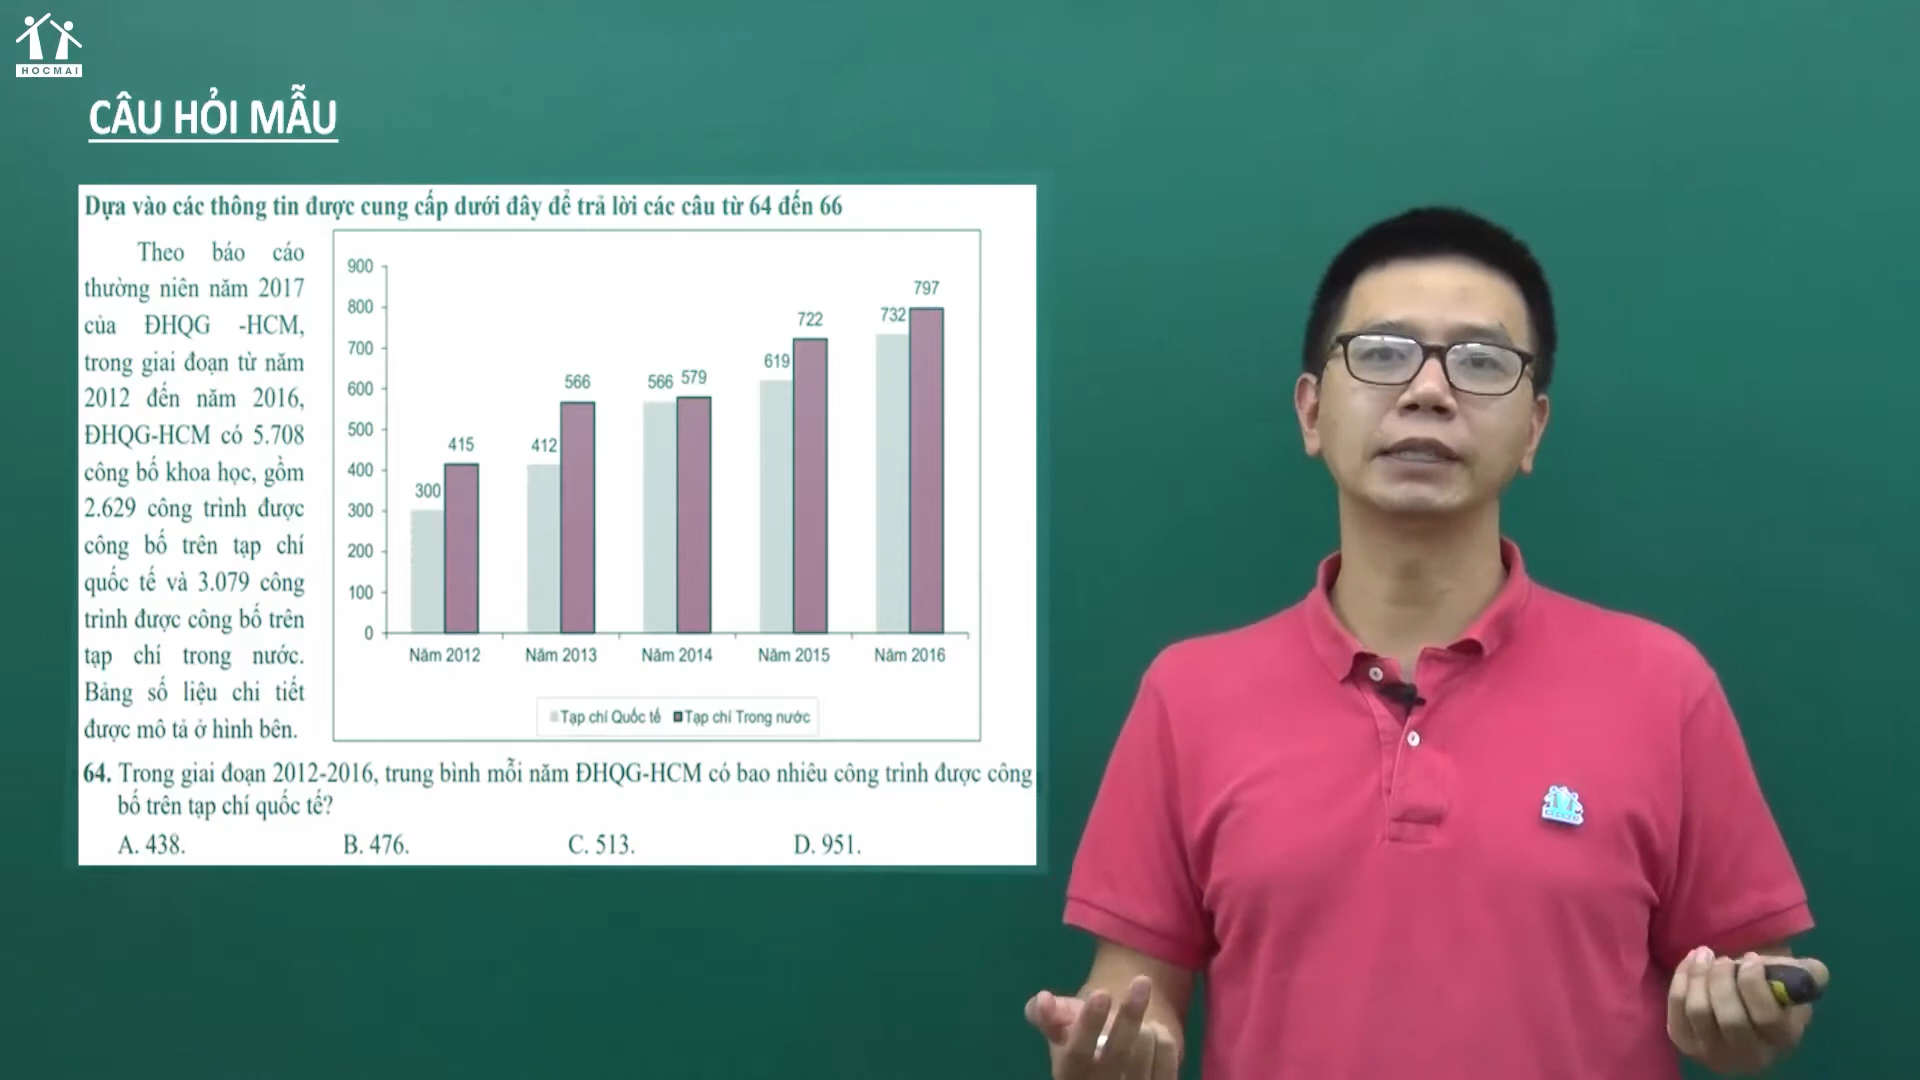 HOCMAI
CÂU HỎI MẪU
Dựa vào các thông tin được cung cấp dưới đây để trả lời các câu từ 64 đến 66
Theo báo cáo
thường niên năm 2017
của ĐHQG -HCM,
trong giai đoạn từ năm
2012 đến năm 2016,
ĐHQG-HCM có 5.708
công bố khoa học, gồm
2.629 công trình được
công bố trên tạp chí
quốc tế và 3.079 công
trình được công bố trên
tạp chí trong nước.
Bảng số liệu chi tiết
được mô tả ở hình bên.
900
800
700
600
500
400
300
200
100
0
300
415
412
566
566
579
619
722
732
797
Năm 2012
Năm 2013
Năm 2014
Năm 2015
Năm 2016
Tạp chí Quốc tế
Tạp chí Trong nước
64. Trong giai đoạn 2012-2016, trung bình mỗi năm ĐHQG-HCM có bao nhiêu công trình được công
bố trên tạp chí quốc tế?
A. 438.
B. 476.
C. 513.
D. 951.
HOCMAI